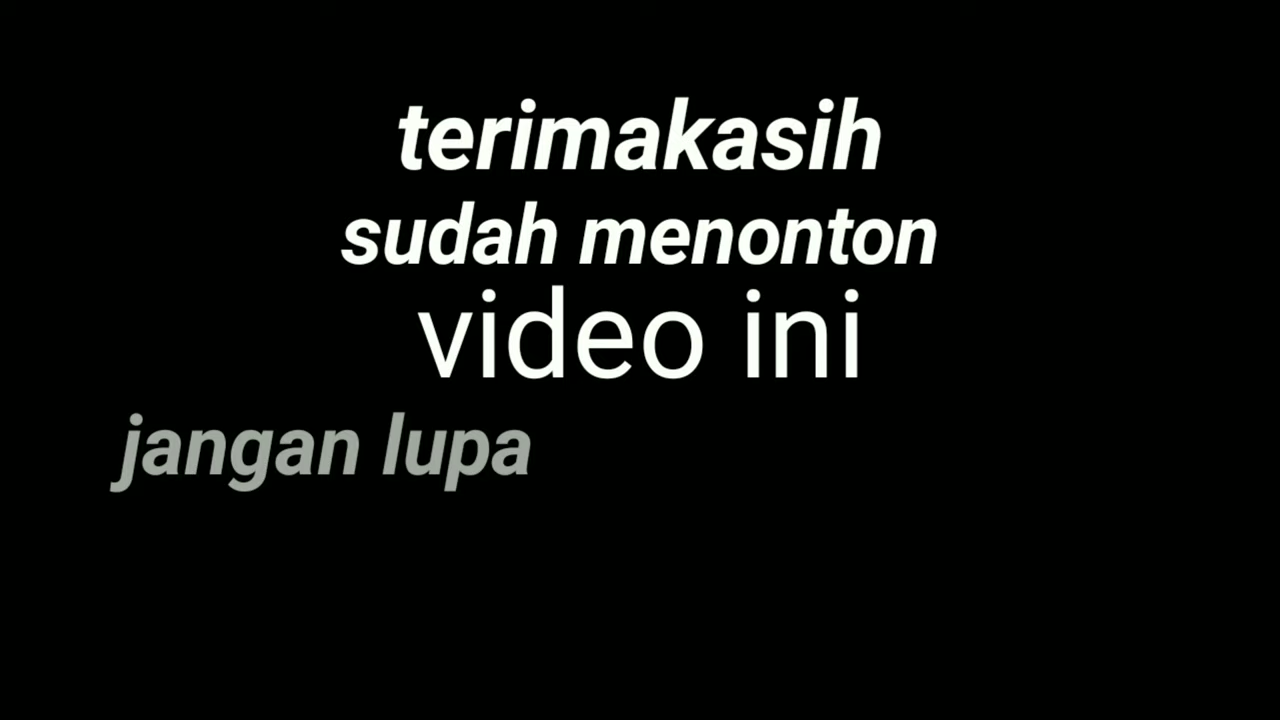 terimakasih
sudah menonton
video ini
jangan lupa